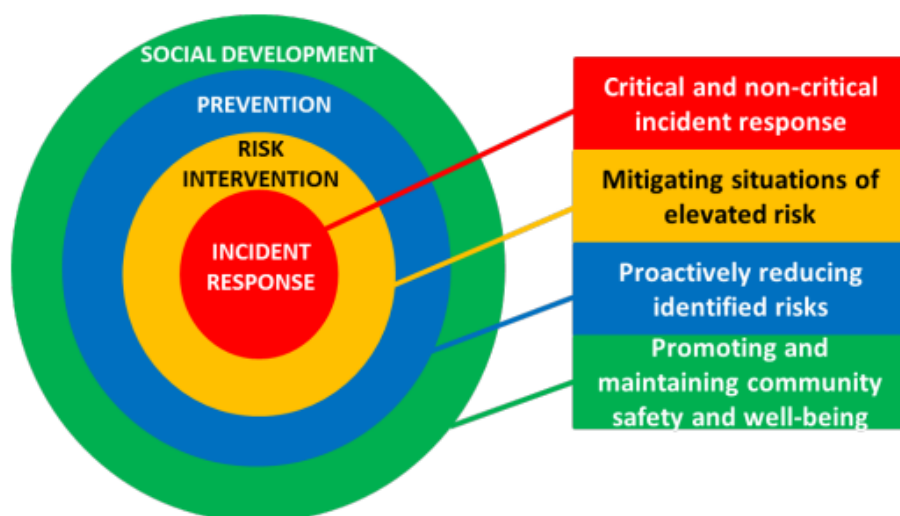 SOCIAL DEVELOPMENT
PREVENTION
RISK
INTERVENTION
INCIDENT
RESPONSE
Critical and non-critical
incident response
Mitigating situations of
elevated risk
Proactively reducing
identified risks
Promoting and
maintaining community
safety and well-being